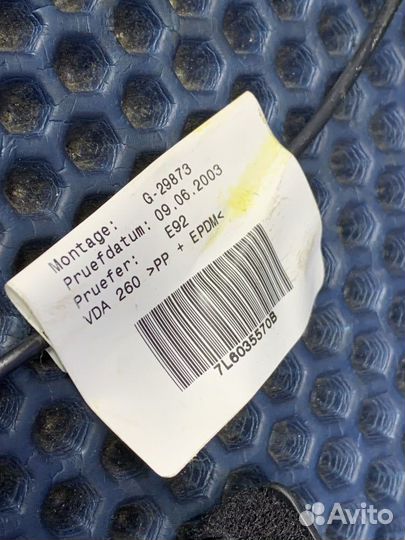 Montage: G.29873
Pruefdatum: 09.06.2003
Pruefer: E92
VDA 260 >PP + EPDM<
7L6035570B
Avito